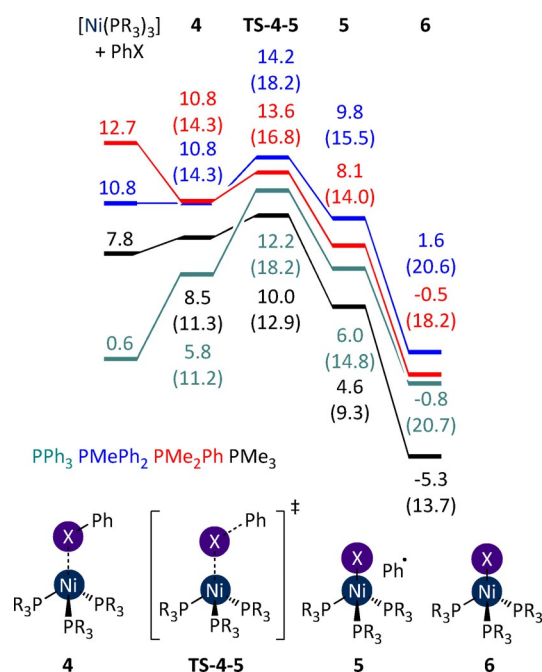 [Ni(PR₃)₃] 4 TS-4-5 5 6
+ PhX
14.2
(18.2)
10.8
(14.3)
13.6
(16.8)
9.8
(15.5)
12.7
10.8
(14.3)
8.1
(14.0)
10.8
7.8
12.2
(18.2)
1.6
(20.6)
8.5
(11.3)
10.0
(12.9)
-0.5
(18.2)
0.6
5.8
(11.2)
6.0
(14.8)
4.6
(9.3)
-0.8
(20.7)
PPh₃ PMePh₂ PMe₂Ph PMe₃
-5.3
(13.7)
X Ph
Ni
R₃P PR₃
PR₃
4
X Ph ‡
Ni
R₃P PR₃
PR₃
TS-4-5
X
Ni Ph•
R₃P PR₃
PR₃
5
X
Ni
R₃P PR₃
PR₃
6